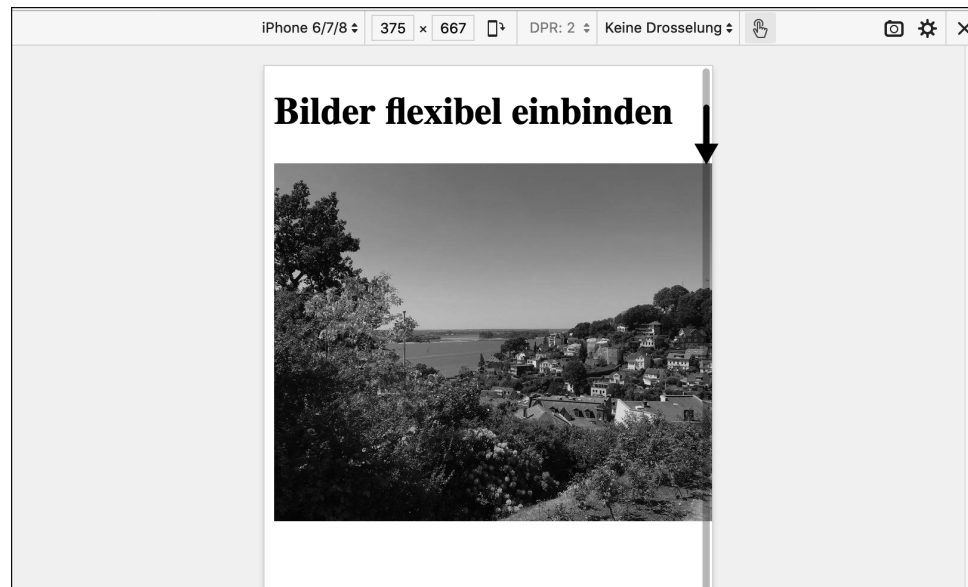 iPhone 6/7/8 375 × 667 DPR: 2 Keine Drosselung
Bilder flexibel einbinden